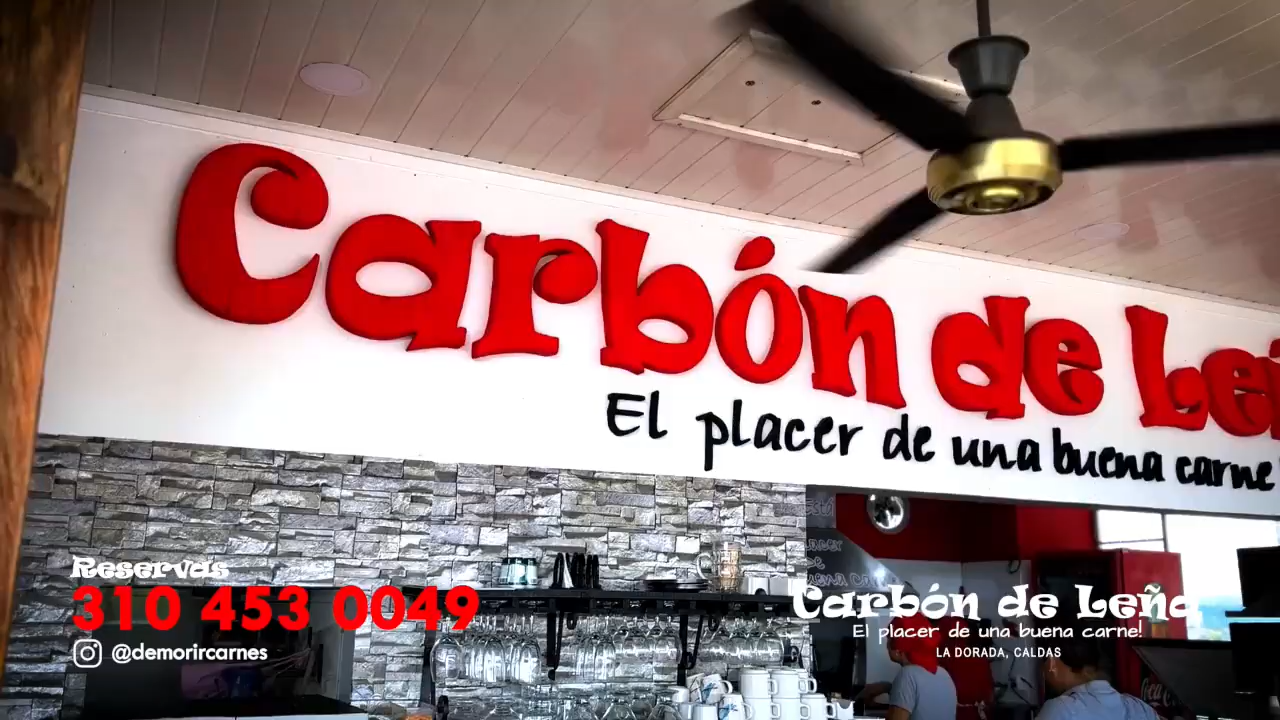 Carbón de Leñ
El placer de una buena carne
Reservas
310 453 0049
@demorircarnes
Carbón de Leña
El placer de una buena carne!
LA DORADA, CALDAS